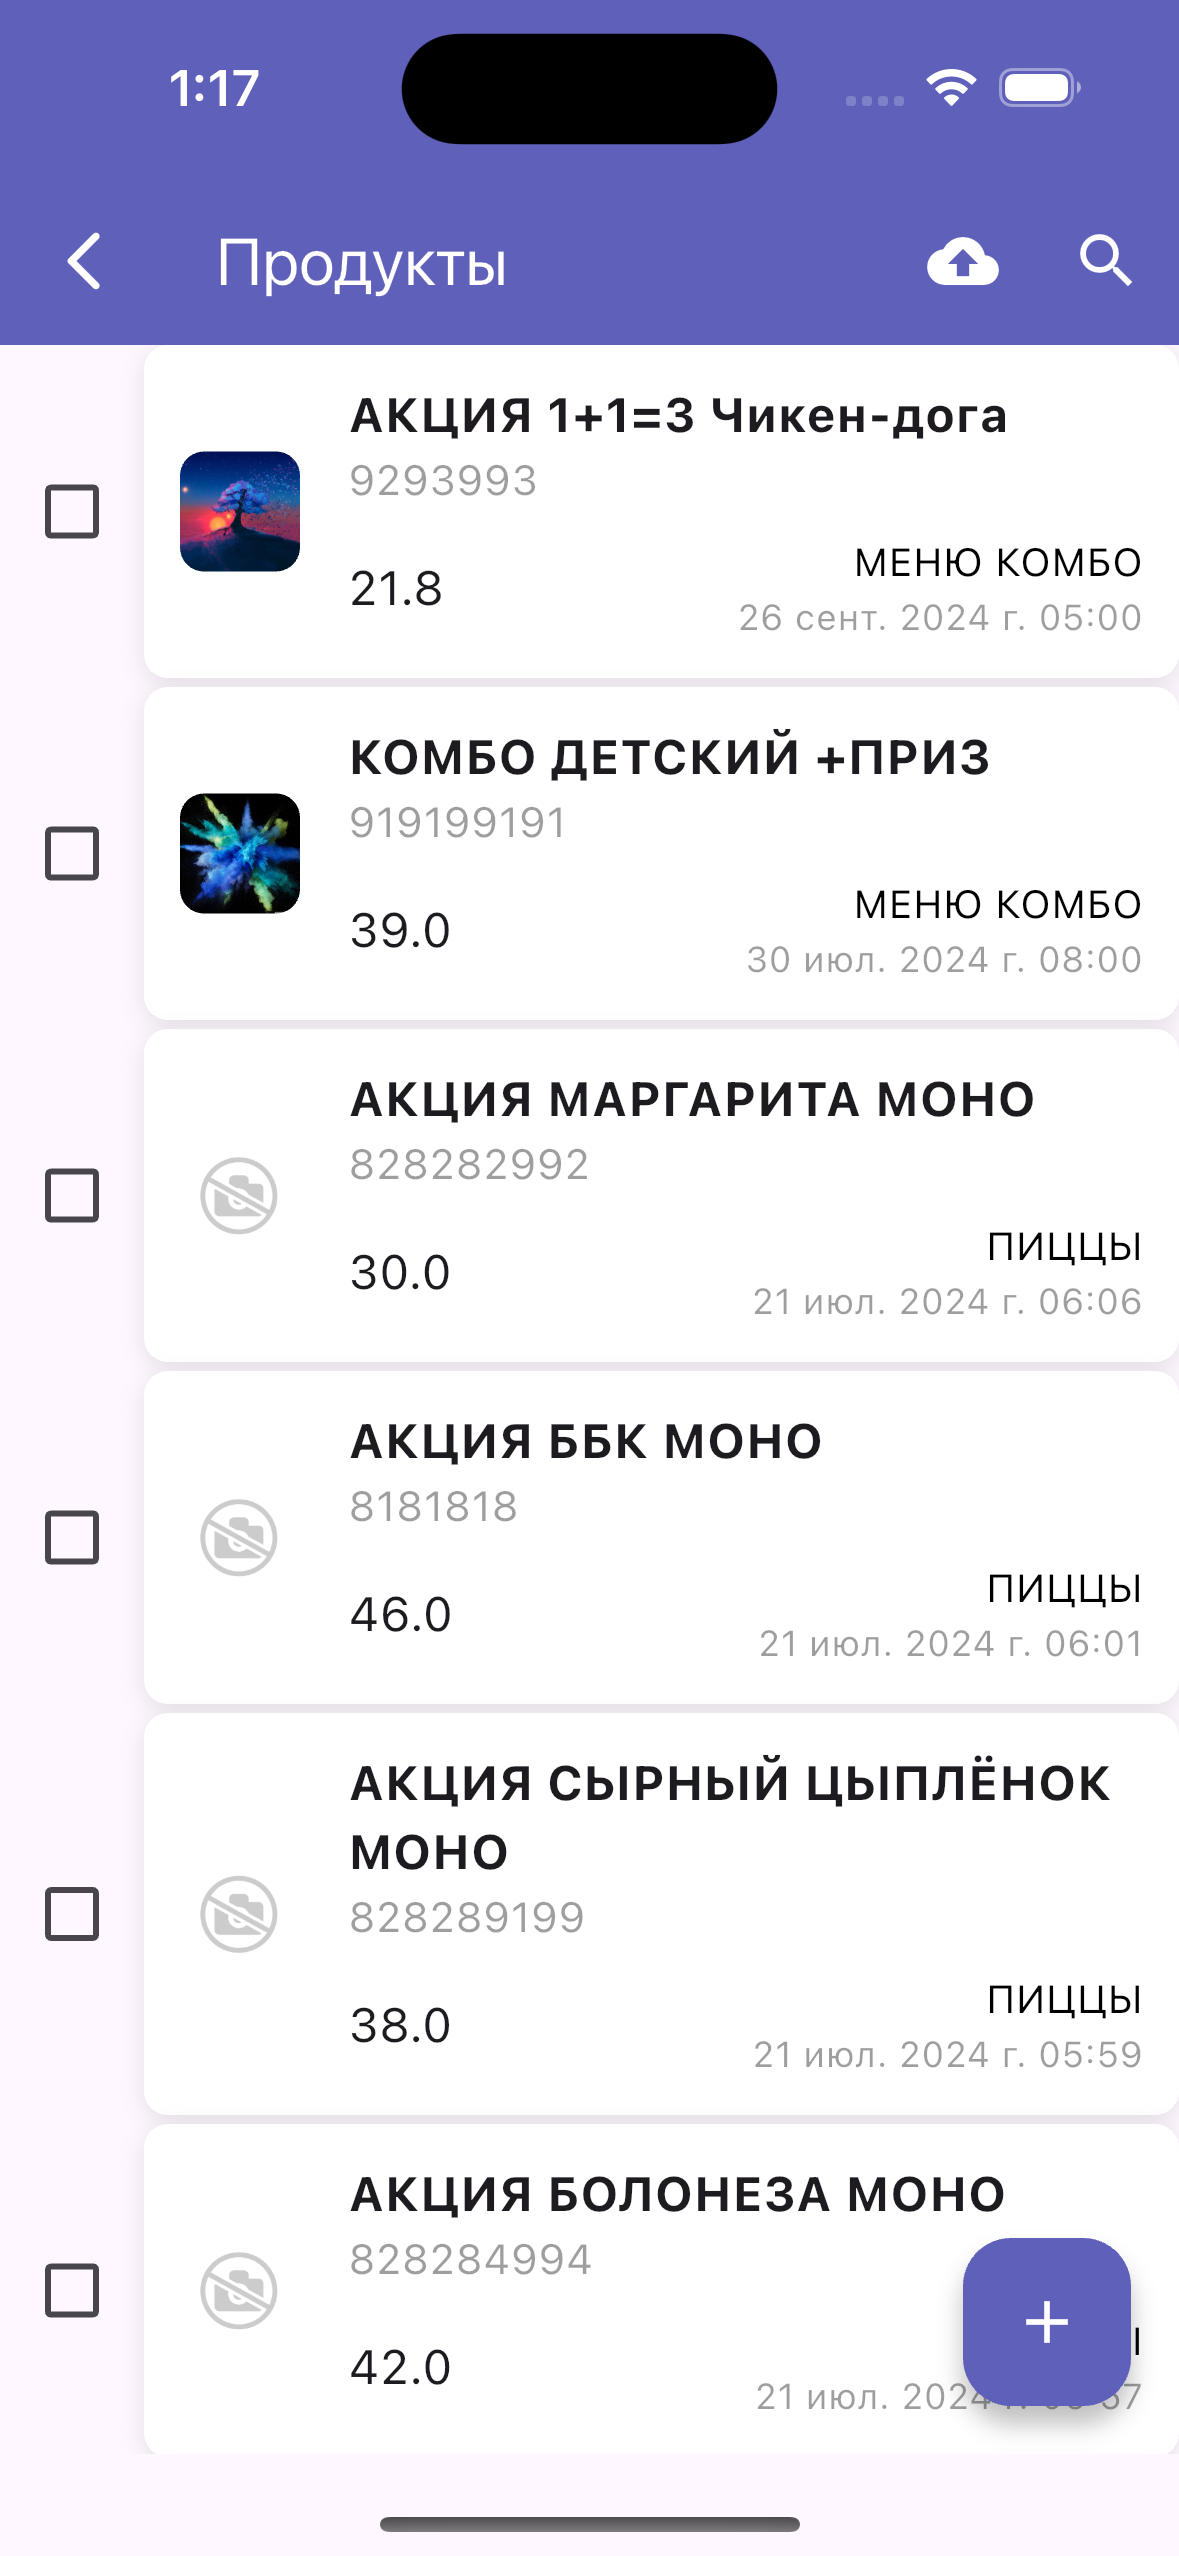 1:17
Продукты
АКЦИЯ 1+1=3 Чикен-дога
9293993
21.8
МЕНЮ КОМБО
26 сент. 2024 г. 05:00
КОМБО ДЕТСКИЙ +ПРИЗ
919199191
39.0
МЕНЮ КОМБО
30 июл. 2024 г. 08:00
АКЦИЯ МАРГАРИТА МОНО
828282992
30.0
ПИЦЦЫ
21 июл. 2024 г. 06:06
АКЦИЯ ББК МОНО
8181818
46.0
ПИЦЦЫ
21 июл. 2024 г. 06:01
АКЦИЯ СЫРНЫЙ ЦЫПЛЁНОК
МОНО
828289199
38.0
ПИЦЦЫ
21 июл. 2024 г. 05:59
АКЦИЯ БОЛОНЕЗА МОНО
828284994
42.0
21 июл. 2024